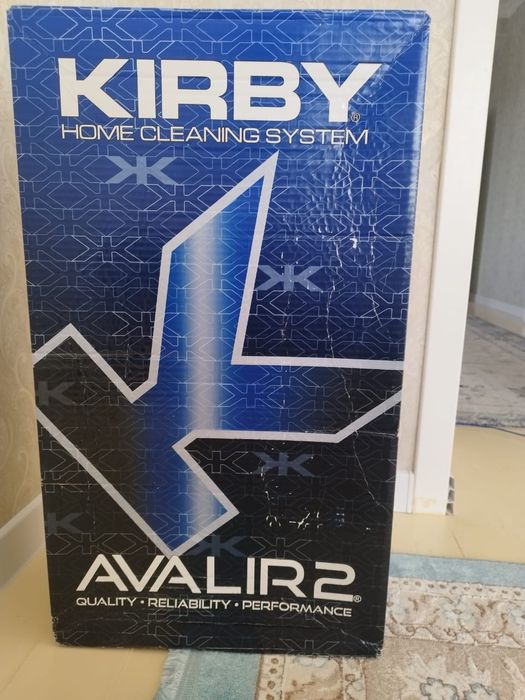 KIRBY®
HOME CLEANING SYSTEM
AVALIR 2®
QUALITY • RELIABILITY • PERFORMANCE